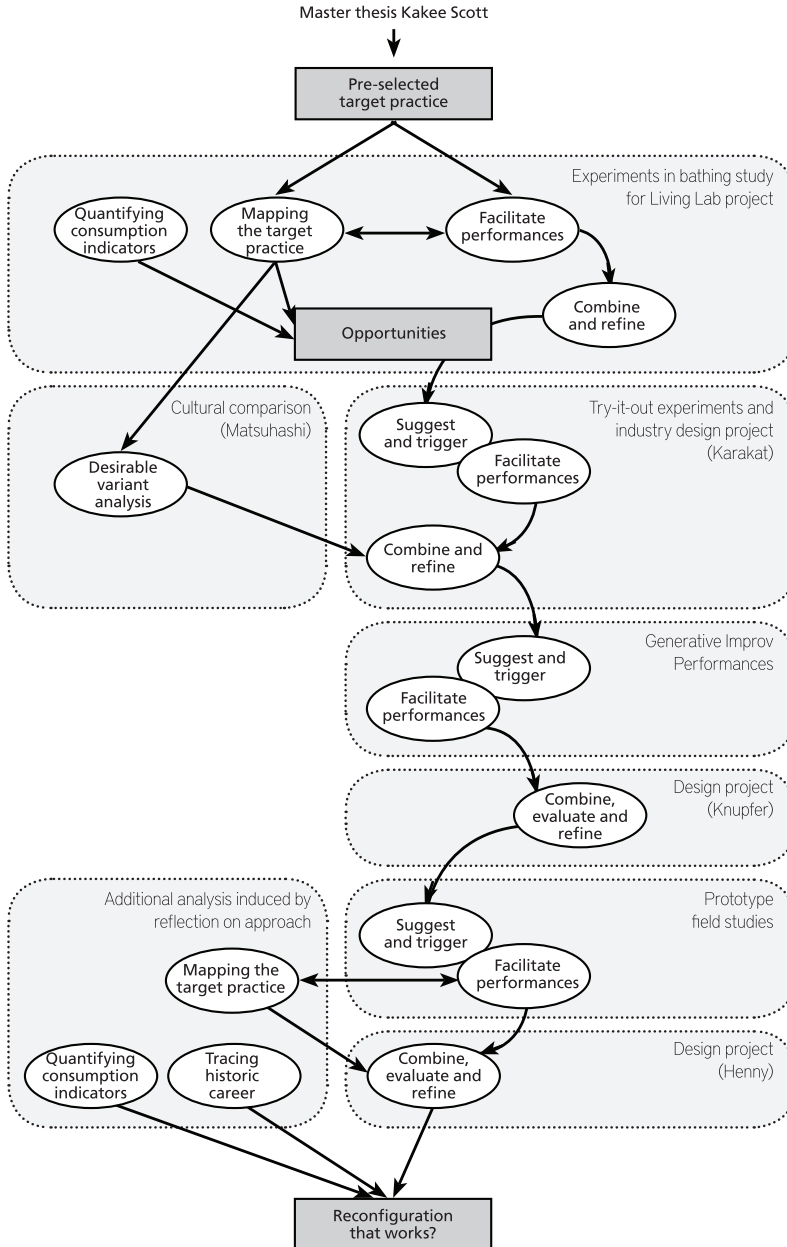 Master thesis Kakee Scott
Pre-selected
target practice
Experiments in bathing study
for Living Lab project
Quantifying
consumption
indicators
Mapping
the target
practice
Facilitate
performances
Combine
and refine
Opportunities
Cultural comparison
(Matsuhashi)
Desirable
variant
analysis
Try-it-out experiments and
industry design project
(Karakat)
Suggest
and trigger
Facilitate
performances
Combine and
refine
Generative Improv
Performances
Suggest and
trigger
Facilitate
performances
Design project
(Knupfer)
Combine,
evaluate and
refine
Additional analysis induced by
reflection on approach
Prototype
field studies
Suggest
and trigger
Facilitate
performances
Mapping the
target practice
Quantifying
consumption
indicators
Tracing
historic
career
Design project
(Henny)
Combine,
evaluate and
refine
Reconfiguration
that works?